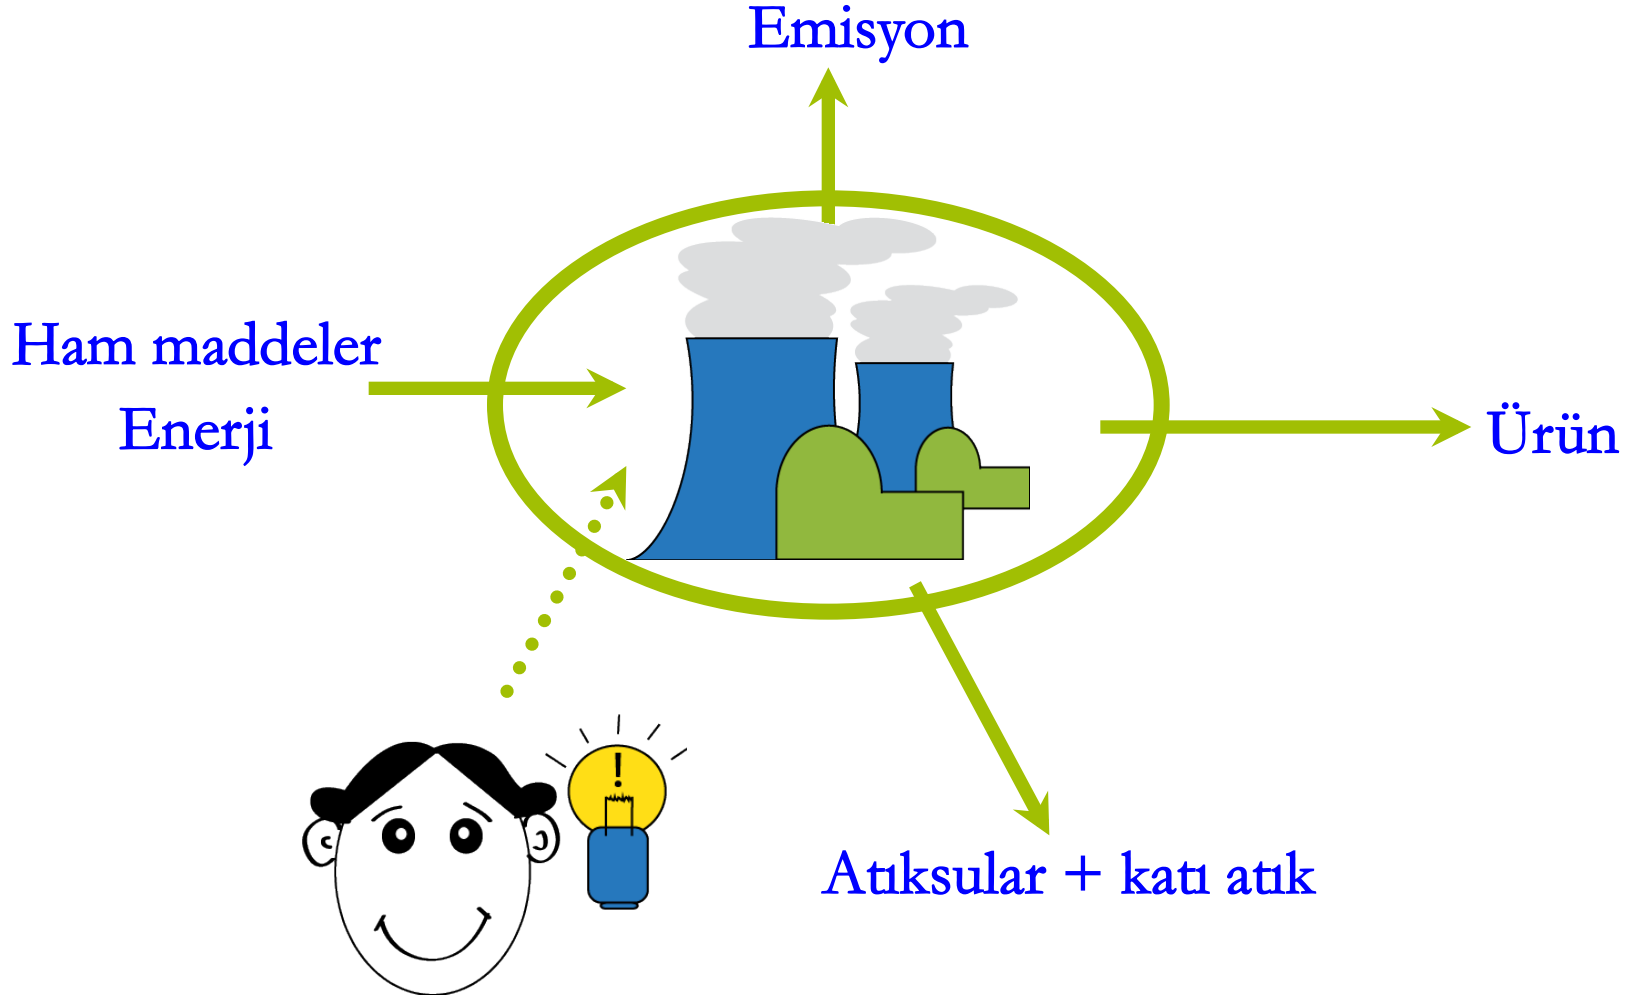 Emisyon
Ham maddeler
Enerji
Ürün
!
Atıksular + katı atık